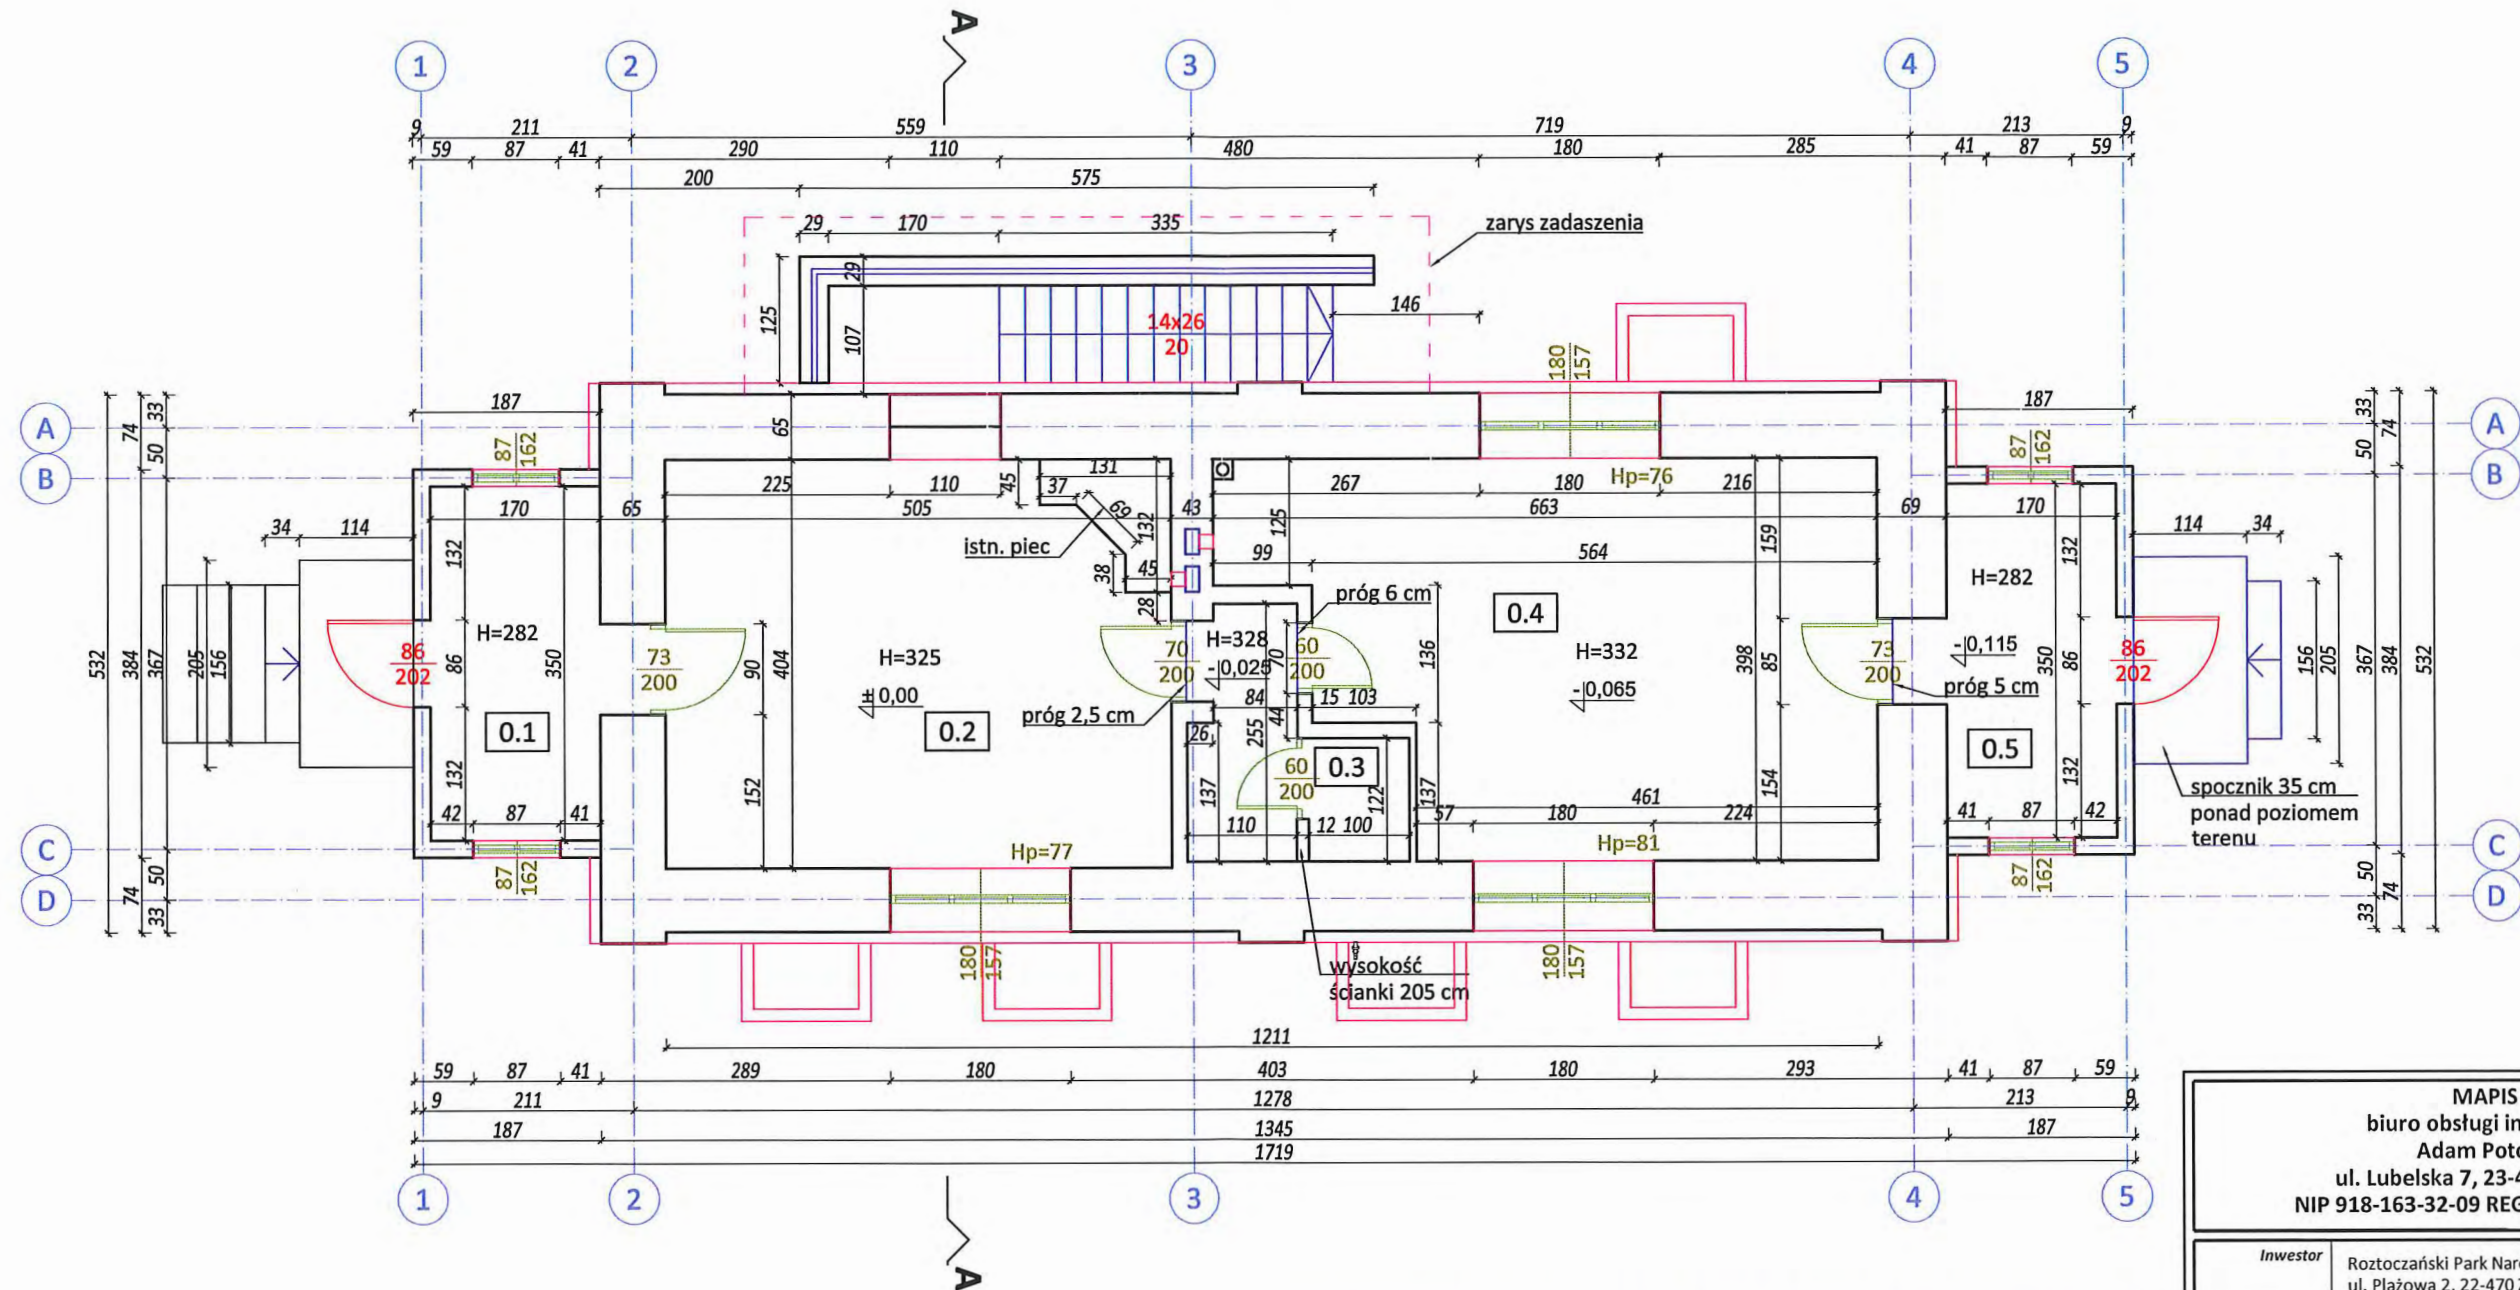 A
1 2 3 4 5
9 211 559 719 213 9
59 87 41 290 110 480 180 285 41 87 59
200 575
29 170 335
zarys zadaszenia
29
125
107
14x26
20
146
180
157
187
187
A
B
A
B
33
74
50
33
74
50
87
162
87
162
65
225 110
45
131
37
69
132
267 180 216
Hp=76
170 65 505 43 663 69 170
34 114
114 34
istn. piec
125
99 564
159
132
132
38
45
28
próg 6 cm
H=282
0.4
H=282
H=328
-0,025
H=325
± 0,00
H=332
-0,065
-0,115
próg 5 cm
532
384
367
205
156
86
202
86
350
73
200
90
404
70
200
60
200
70
136
398
85
73
200
350
86
86
202
156
205
367
384
532
84
15 103
44
próg 2,5 cm
0.1
0.2
26
255
0.3
0.5
132
152
137
60
200
122
137
154
132
461
42 87 41
110
12 100
57 180 224
41 87 42
spocznik 35 cm
ponad poziomem
terenu
Hp=77
Hp=81
C
D
C
D
50
74
33
50
74
33
87
162
87
162
180
157
180
157
wysokość
ścianki 205 cm
1211
59 87 41 289 180 403 180 293 41 87 59
9 211 1278 213 9
187 1345 187
1719
1 2 3 4 5
A
MAPIS
biuro obsługi in
Adam Poto
ul. Lubelska 7, 23-4
NIP 918-163-32-09 REG
Inwestor
Roztoczański Park Nar
ul. Plażowa 2, 22-470